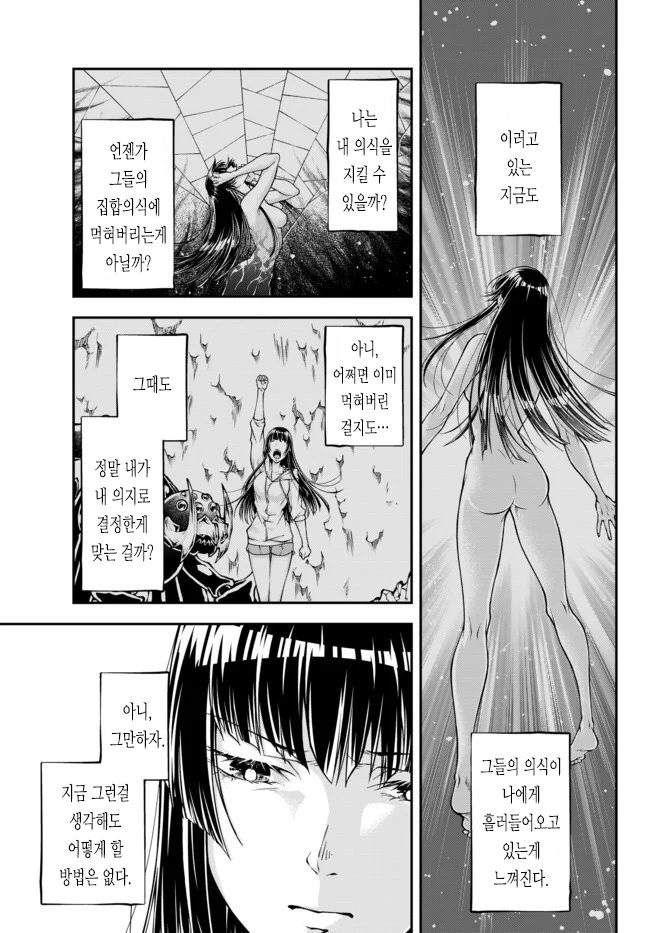 이러고
있는
지금도
그들의 의식이
나에게
흘러들어오고
있는게
느껴진다.
나는
내 의식을
지킬 수
있을까?
언젠가
그들의
집합의식에
먹혀버리는게
아닐까?
아니,
어쩌면 이미
먹혀버린
걸지도…
그때도
정말 내가
내 의지로
결정한게
맞는 걸까?
아니,
그만하자.
지금 그런걸
생각해도
어떻게 할
방법은 없다.